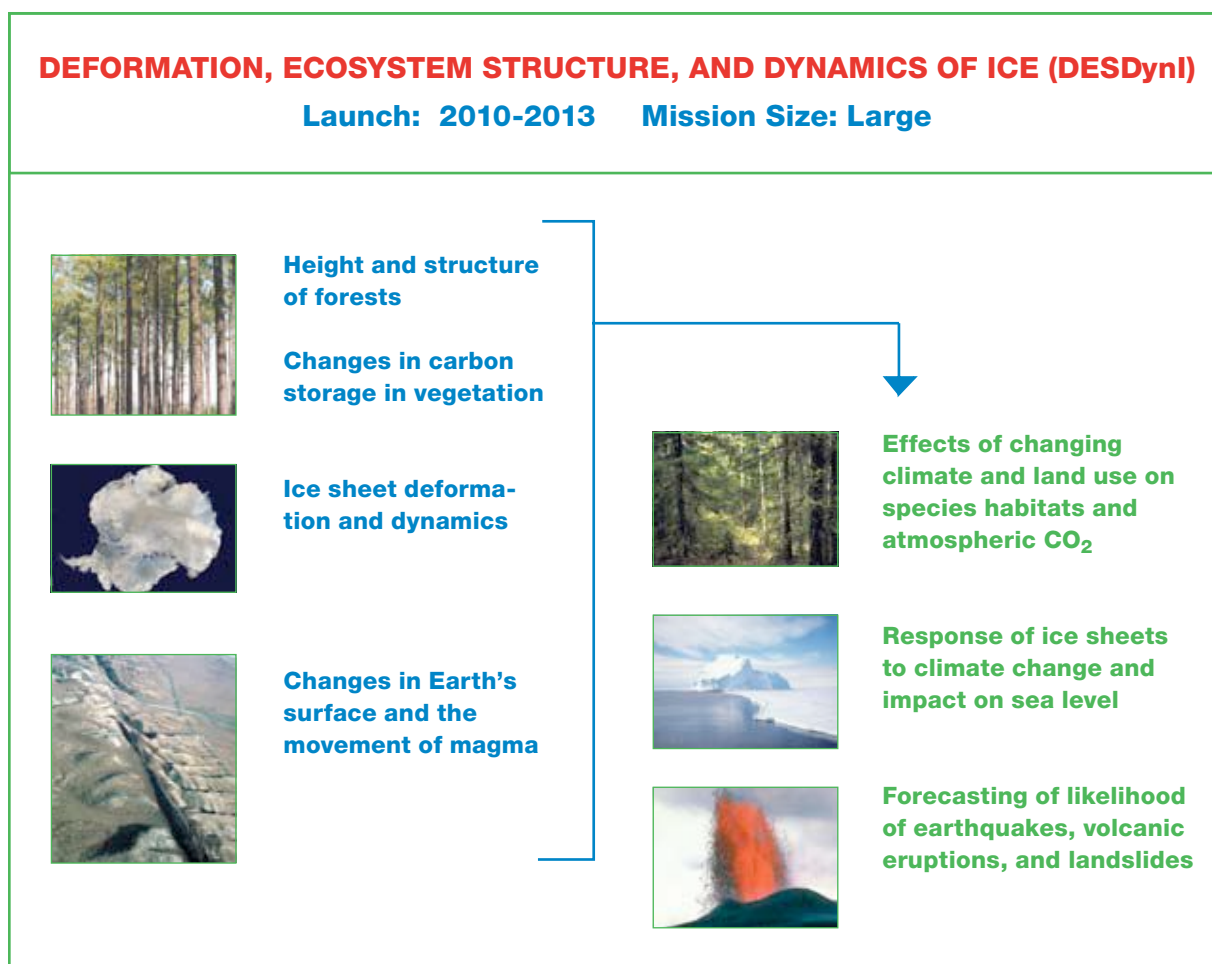 DEFORMATION, ECOSYSTEM STRUCTURE, AND DYNAMICS OF ICE (DESDynI)
Launch: 2010-2013 Mission Size: Large
Height and structure
of forests
Changes in carbon
storage in vegetation
Ice sheet deforma-
tion and dynamics
Changes in Earth’s
surface and the
movement of magma
Effects of changing
climate and land use on
species habitats and
atmospheric CO₂
Response of ice sheets
to climate change and
impact on sea level
Forecasting of likelihood
of earthquakes, volcanic
eruptions, and landslides